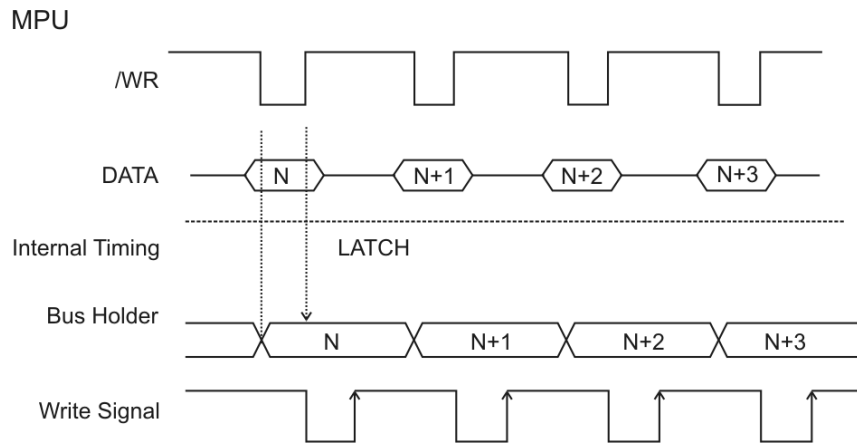 MPU
/WR
DATA N N+1 N+2 N+3
Internal Timing LATCH
Bus Holder N N+1 N+2 N+3
Write Signal